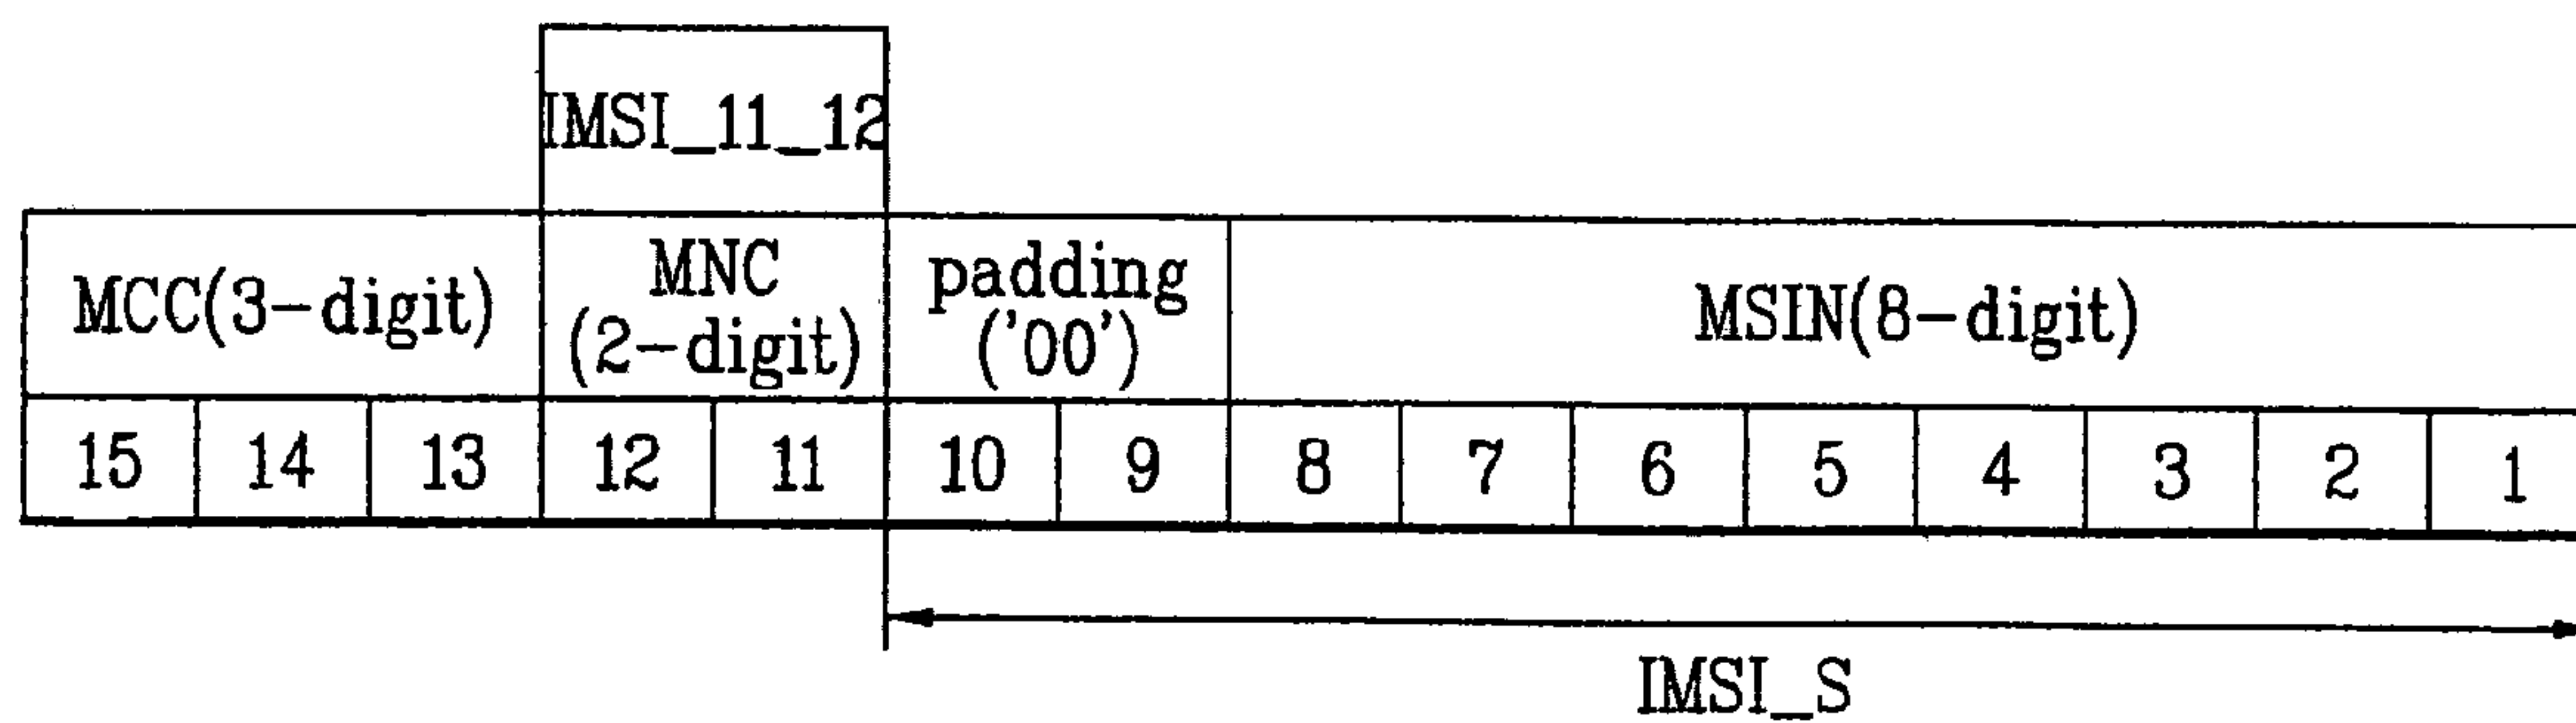 IMSI_11_12
MCC(3-digit)
MNC
(2-digit)
padding
('00')
MSIN(8-digit)
15 14 13 12 11 10 9 8 7 6 5 4 3 2 1
IMSI_S